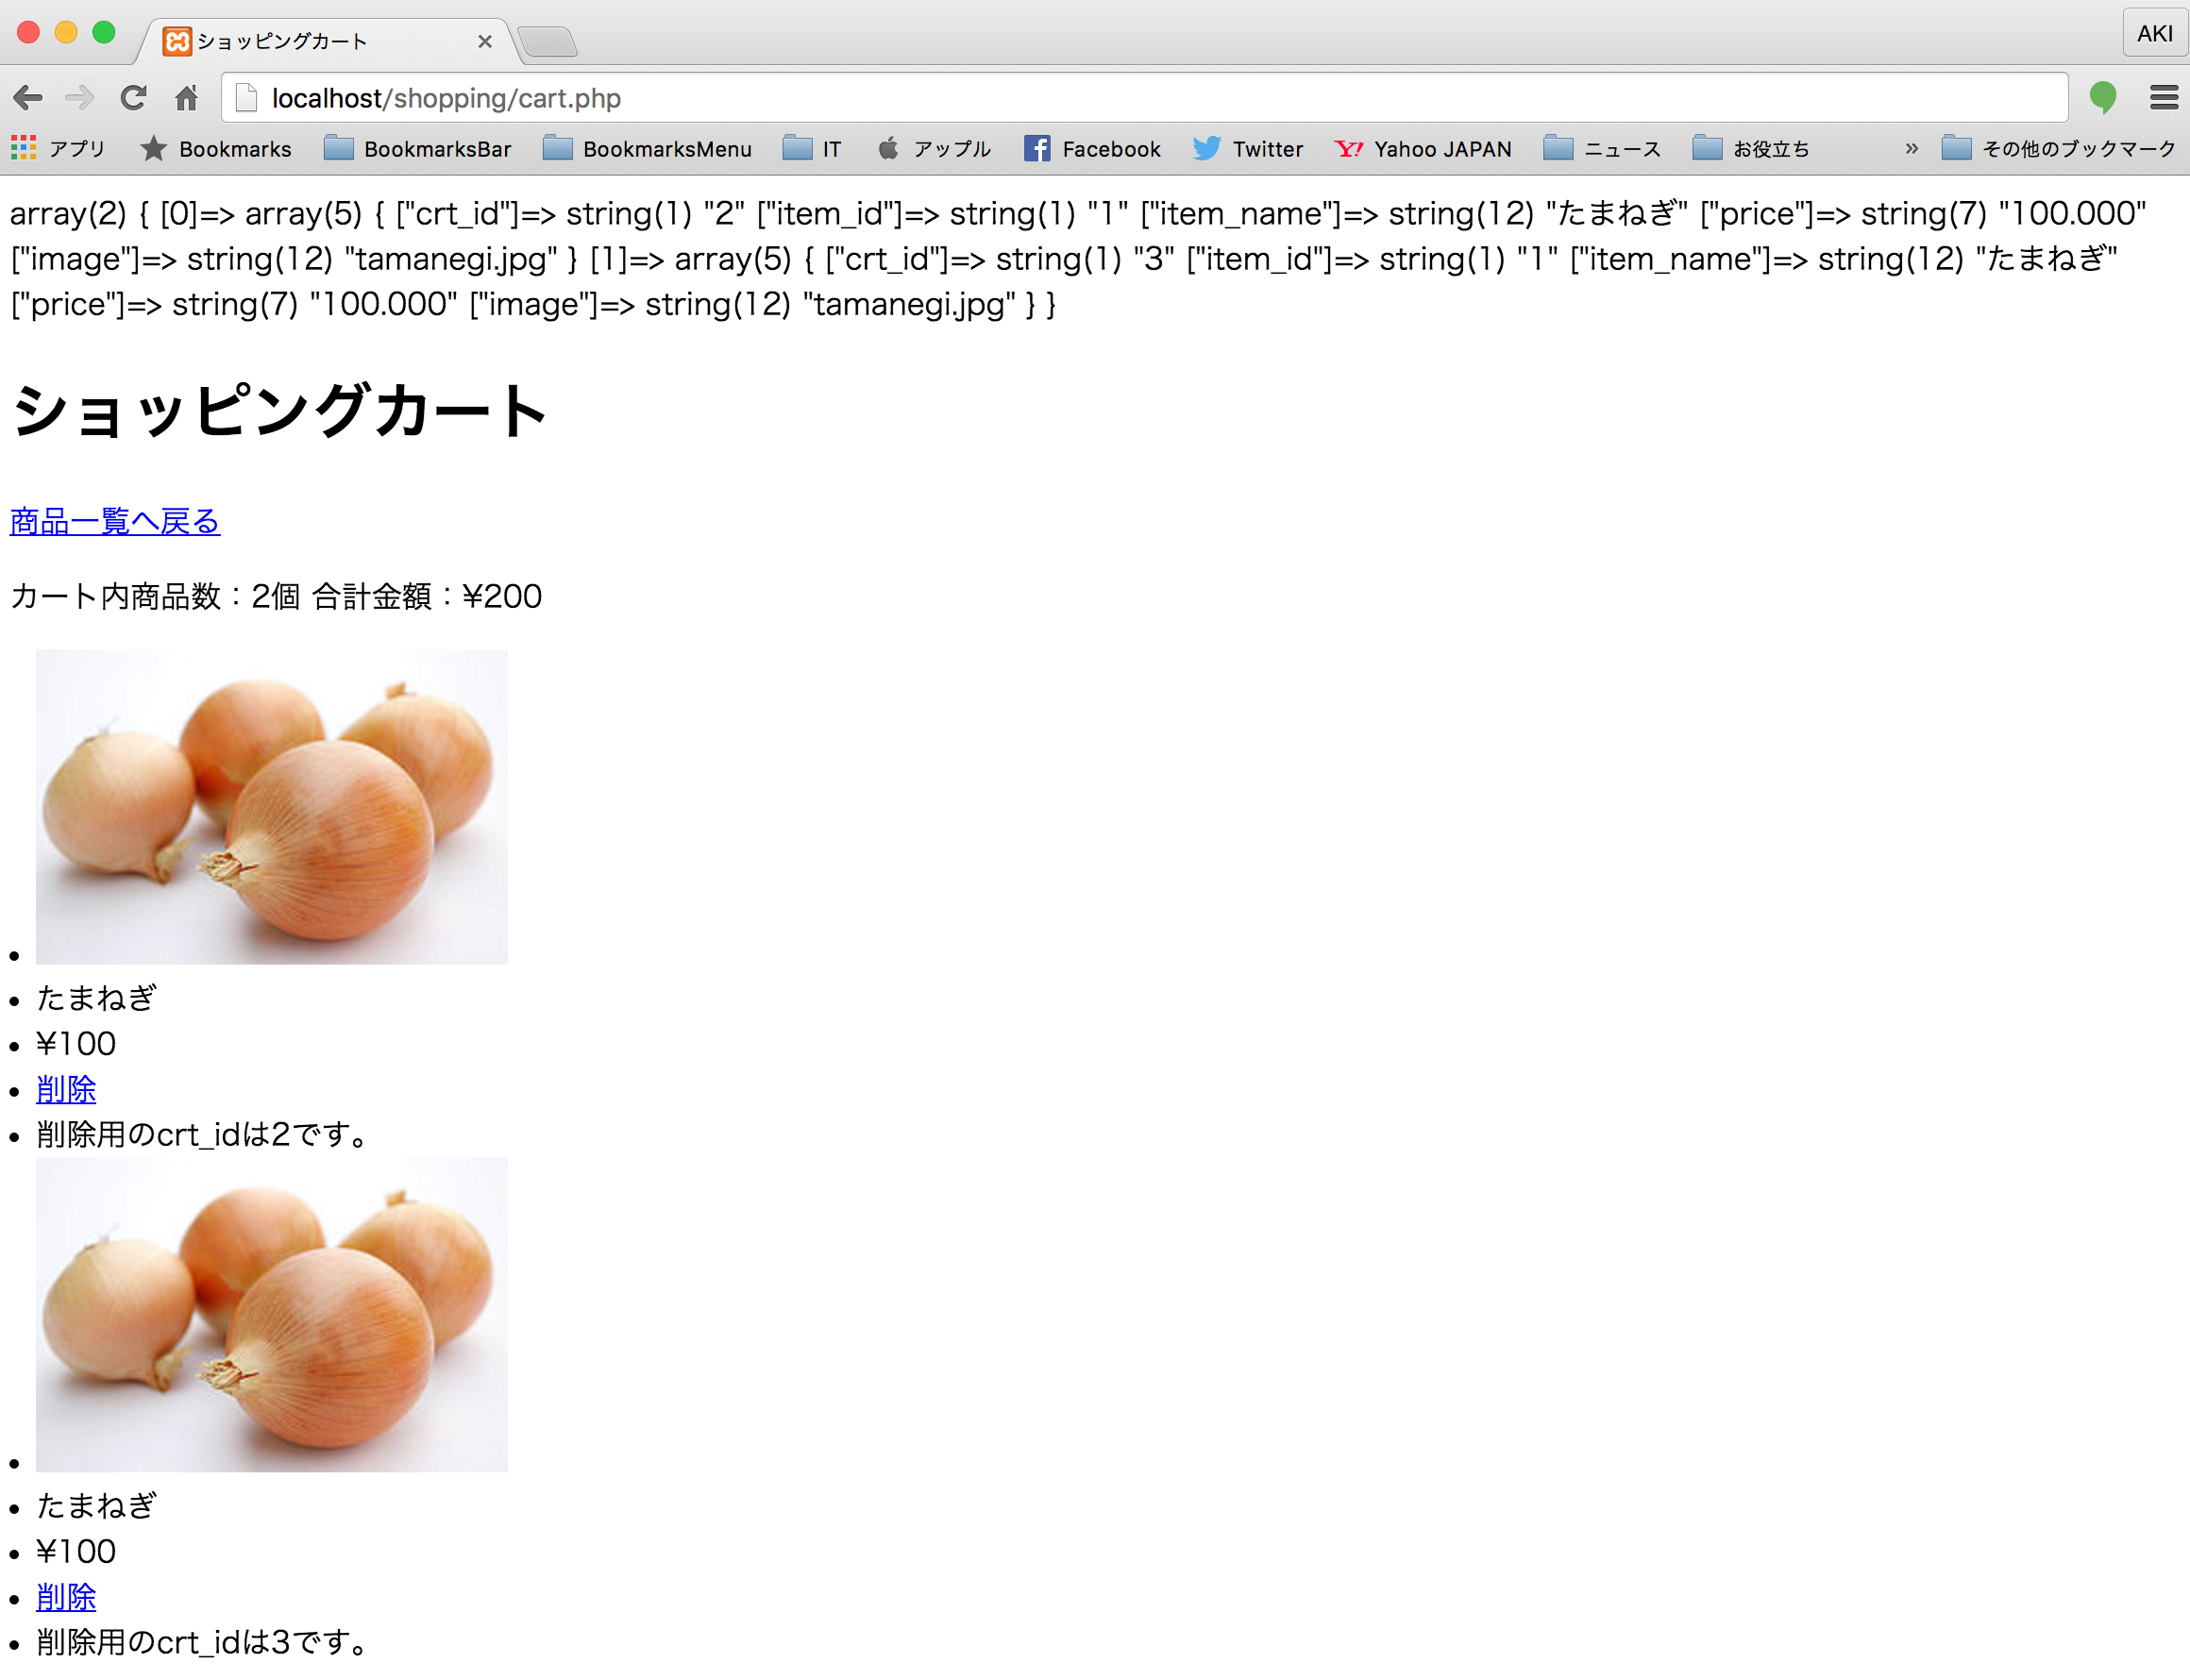 ショッピングカート
AKI
localhost/shopping/cart.php
アプリ Bookmarks BookmarksBar BookmarksMenu IT アップル Facebook Twitter Yahoo JAPAN ニュース お役立ち » その他のブックマーク
array(2) { [0]=> array(5) { ["crt_id"]=> string(1) "2" ["item_id"]=> string(1) "1" ["item_name"]=> string(12) "たまねぎ" ["price"]=> string(7) "100.000"
["image"]=> string(12) "tamanegi.jpg" } [1]=> array(5) { ["crt_id"]=> string(1) "3" ["item_id"]=> string(1) "1" ["item_name"]=> string(12) "たまねぎ"
["price"]=> string(7) "100.000" ["image"]=> string(12) "tamanegi.jpg" } }
ショッピングカート
商品一覧へ戻る
カート内商品数：2個 合計金額：¥200
たまねぎ
¥100
削除
削除用のcrt_idは2です。
たまねぎ
¥100
削除
削除用のcrt_idは3です。